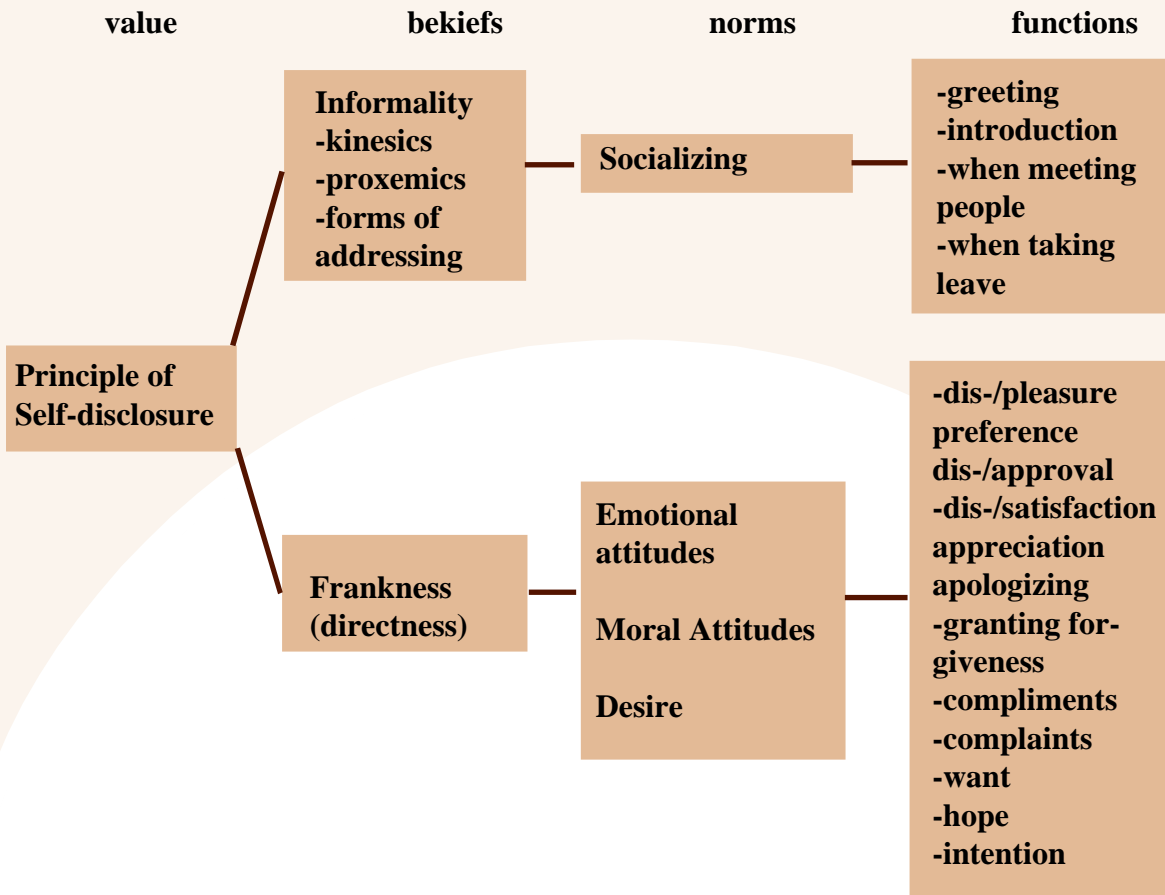 value bekiefs norms functions
Informality
-kinesics
-proxemics
-forms of
addressing
Socializing
-greeting
-introduction
-when meeting
people
-when taking
leave
Principle of
Self-disclosure
Frankness
(directness)
Emotional
attitudes
Moral Attitudes
Desire
-dis-/pleasure
preference
dis-/approval
-dis-/satisfaction
appreciation
apologizing
-granting for-
giveness
-compliments
-complaints
-want
-hope
-intention